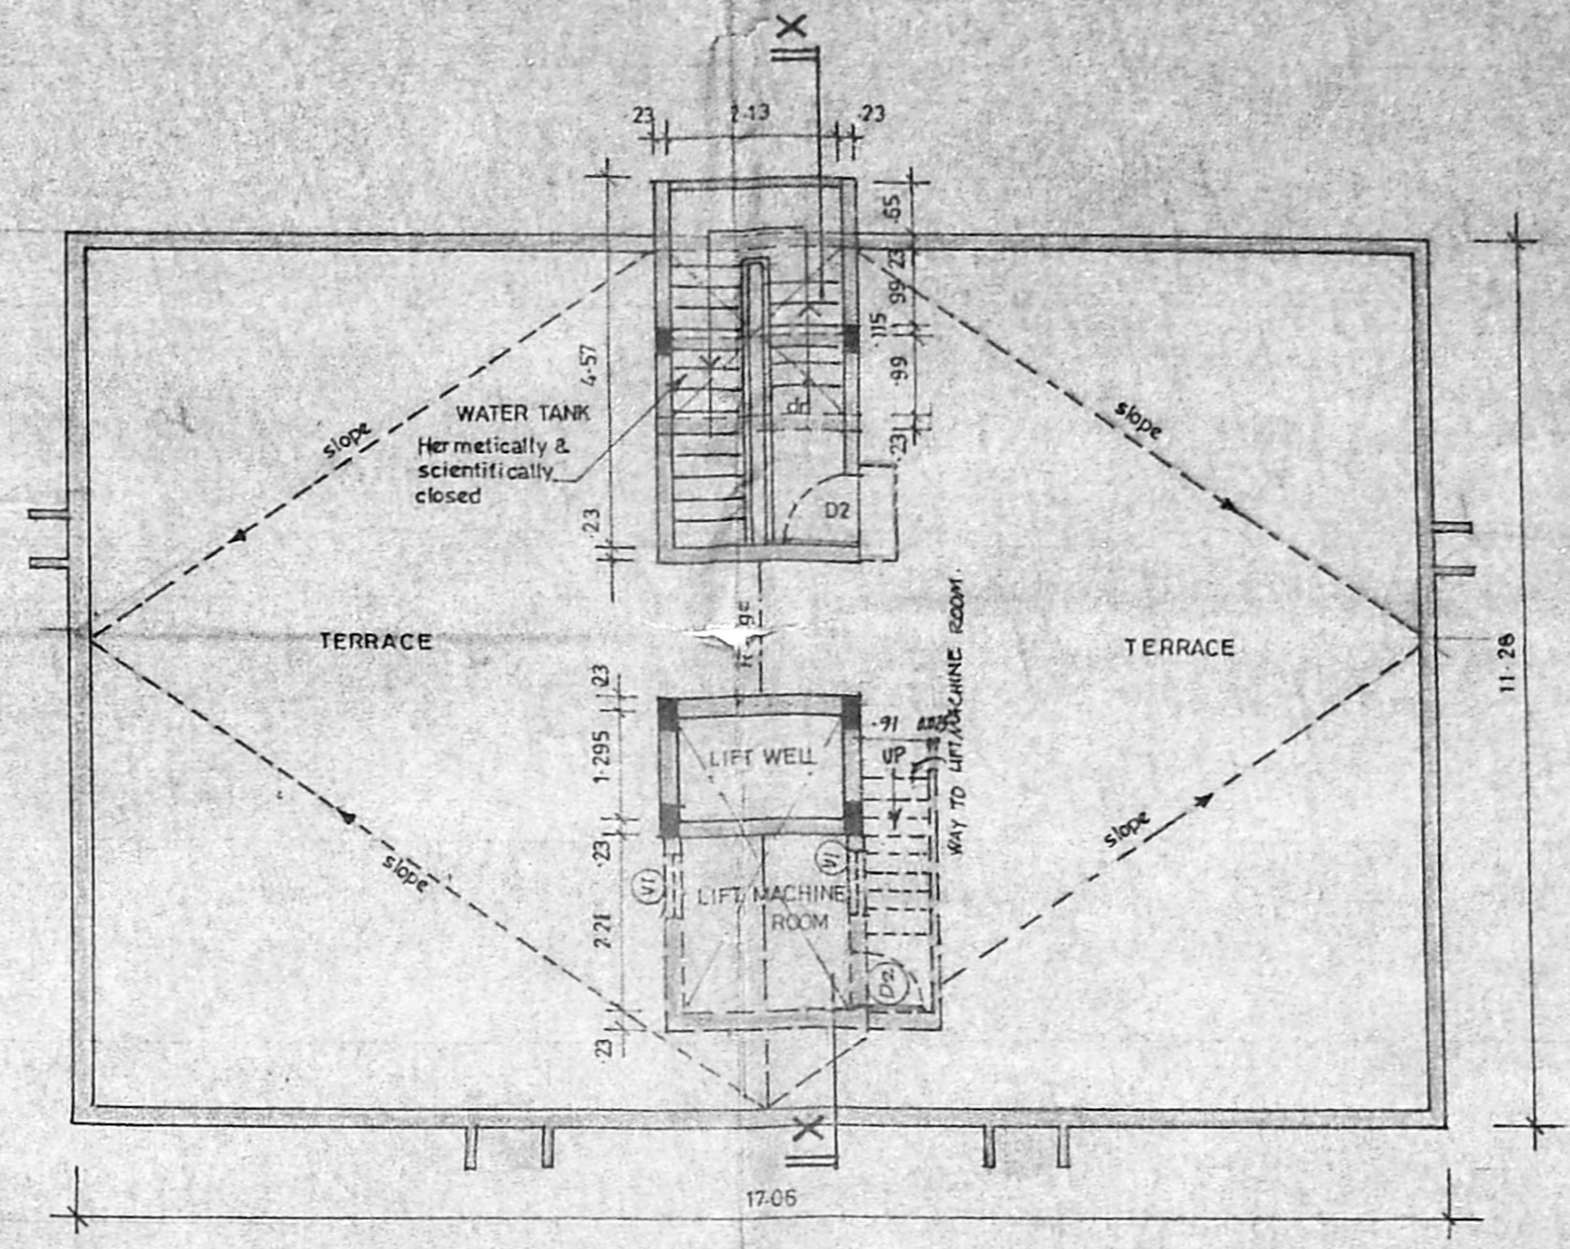 X
23
2·13
·23
·65
23
99
·115
·99
·23
4·57
WATER TANK
Hermetically &
scientifically
closed
slope
slope
dn
D2
23
TERRACE
TERRACE
WAY TO LIFT MACHINE ROOM.
11·28
23
1·295
·23
2·21
·23
LIFT WELL
·91
UP
V1
V1
LIFT MACHINE
ROOM
D2
slope
slope
X
17·06